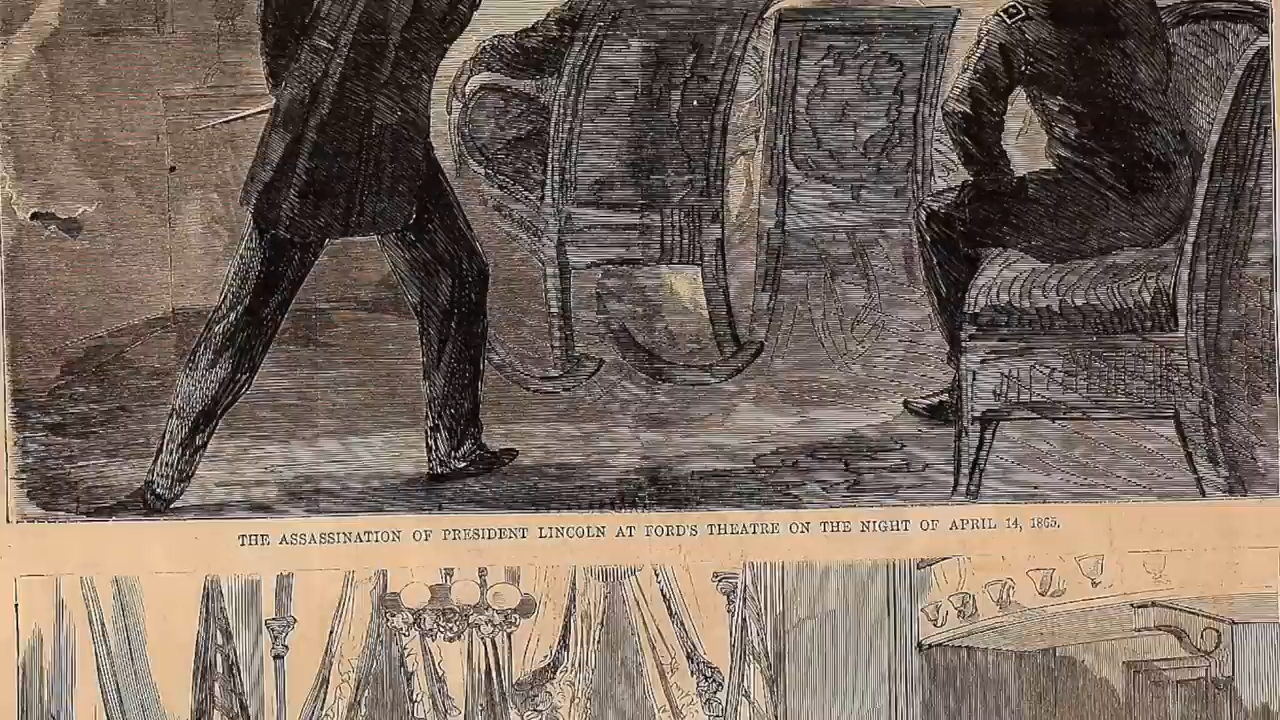 THE ASSASSINATION OF PRESIDENT LINCOLN AT FORD'S THEATRE ON THE NIGHT OF APRIL 14, 1865.